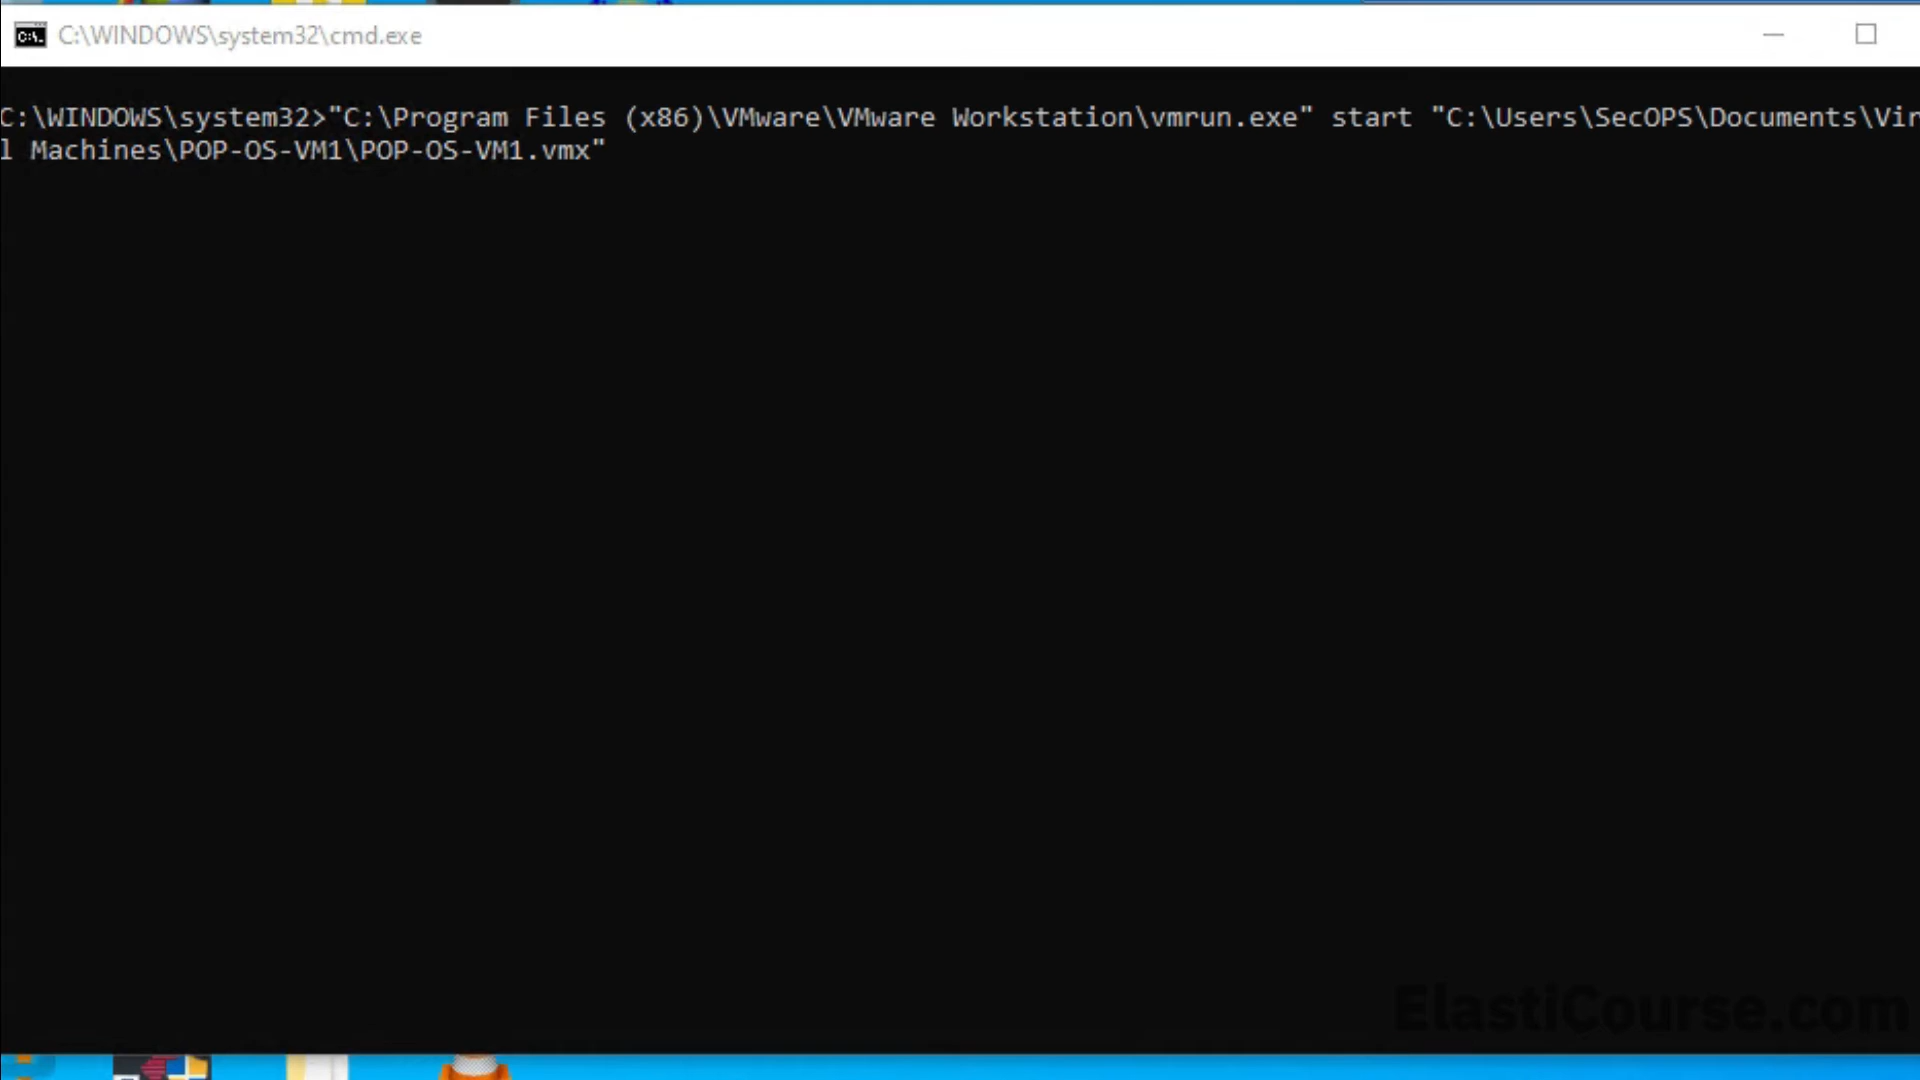 C:\WINDOWS\system32\cmd.exe
C:\WINDOWS\system32>"C:\Program Files (x86)\VMware\VMware Workstation\vmrun.exe" start "C:\Users\SecOPS\Documents\Vir
l Machines\POP-OS-VM1\POP-OS-VM1.vmx"
ElastiCourse.com